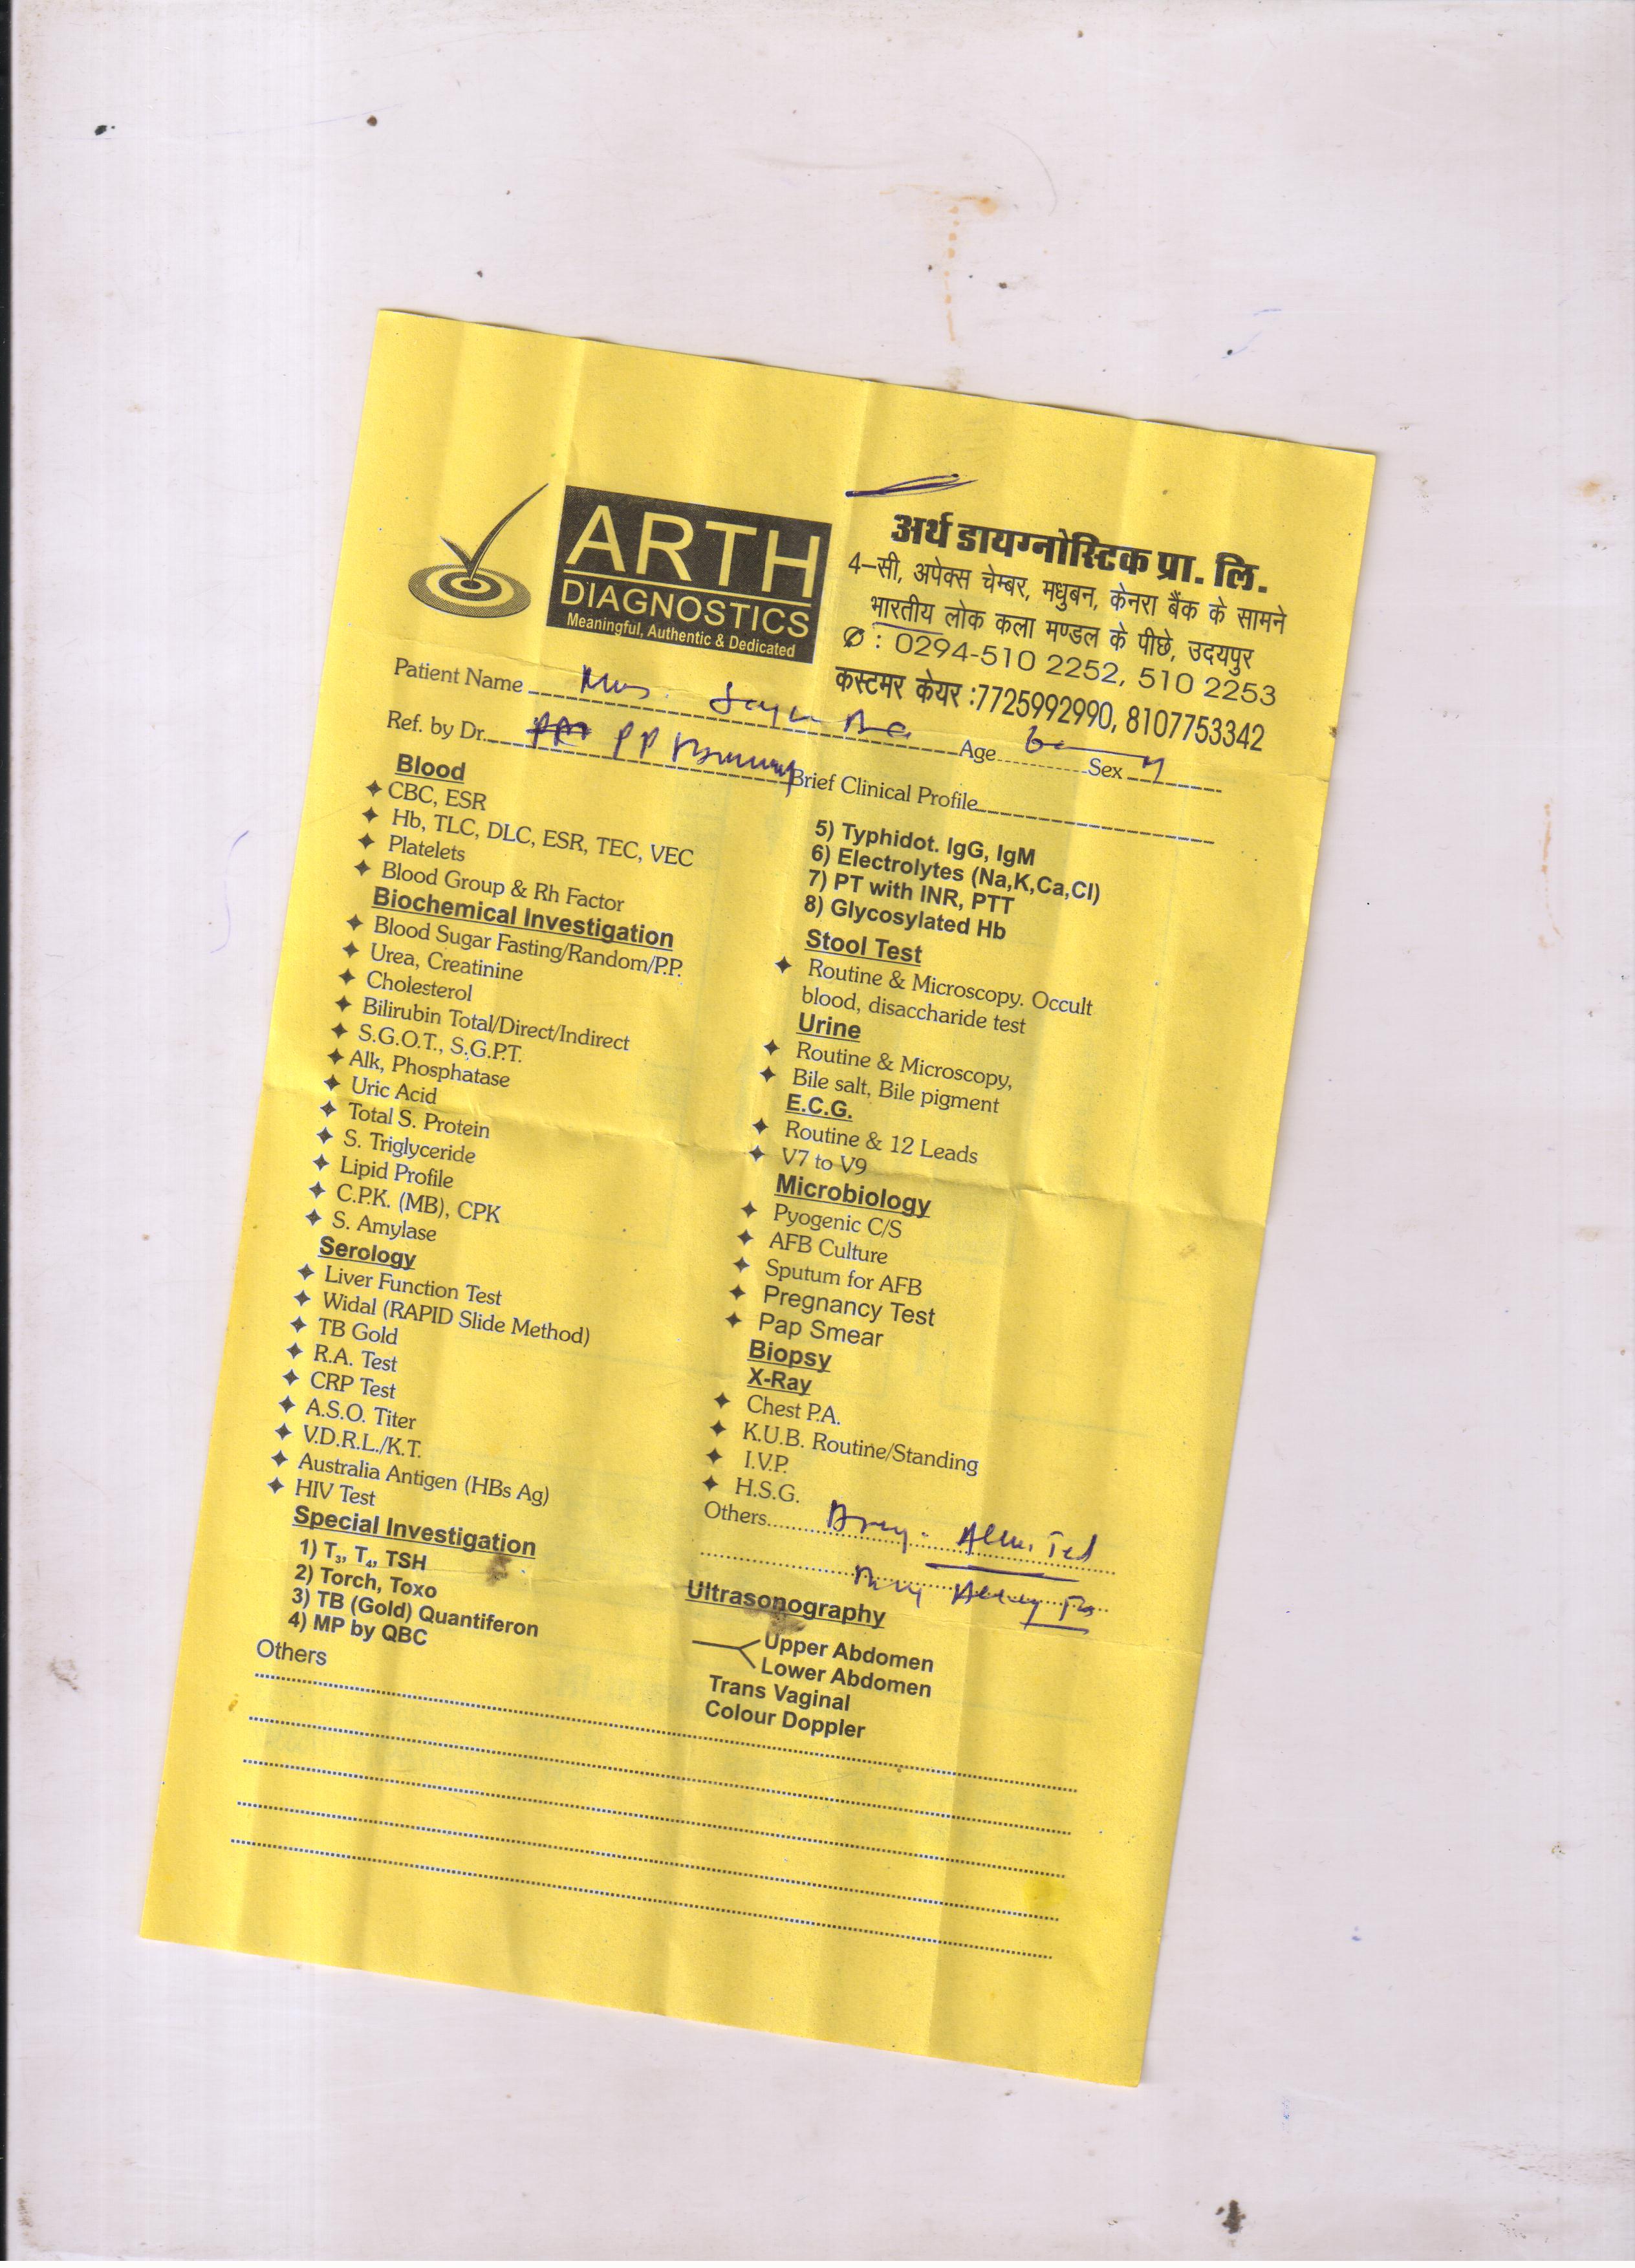 ARTH
DIAGNOSTICS
Meaningful, Authentic & Dedicated
अर्थ डायग्नोस्टिक प्रा. लि.
4–सी, अपेक्स चेम्बर, मधुबन, केनरा बैंक के सामने
भारतीय लोक कला मण्डल के पीछे, उदयपुर
: 0294-510 2252, 510 2253
कस्टमर केयर :7725992990, 8107753342
Patient Name
Age Sex
Ref. by Dr. PP
Brief Clinical Profile
Blood
CBC, ESR
Hb, TLC, DLC, ESR, TEC, VEC
Platelets
Blood Group & Rh Factor
Biochemical Investigation
Blood Sugar Fasting/Random/P.P.
Urea, Creatinine
Cholesterol
Bilirubin Total/Direct/Indirect
S.G.O.T., S.G.P.T.
Alk, Phosphatase
Uric Acid
Total S. Protein
S. Triglyceride
Lipid Profile
C.P.K. (MB), CPK
S. Amylase
Serology
Liver Function Test
Widal (RAPID Slide Method)
TB Gold
R.A. Test
CRP Test
A.S.O. Titer
V.D.R.L./K.T.
Australia Antigen (HBs Ag)
HIV Test
Special Investigation
1) T3, T4, TSH
2) Torch, Toxo
3) TB (Gold) Quantiferon
4) MP by QBC
Others
5) Typhidot. IgG, IgM
6) Electrolytes (Na,K,Ca,Cl)
7) PT with INR, PTT
8) Glycosylated Hb
Stool Test
Routine & Microscopy. Occult
blood, disaccharide test
Urine
Routine & Microscopy,
Bile salt, Bile pigment
E.C.G.
Routine & 12 Leads
V7 to V9
Microbiology
Pyogenic C/S
AFB Culture
Sputum for AFB
Pregnancy Test
Pap Smear
Biopsy
X-Ray
Chest P.A.
K.U.B. Routine/Standing
I.V.P.
H.S.G.
Others
Ultrasonography
Upper Abdomen
Lower Abdomen
Trans Vaginal
Colour Doppler